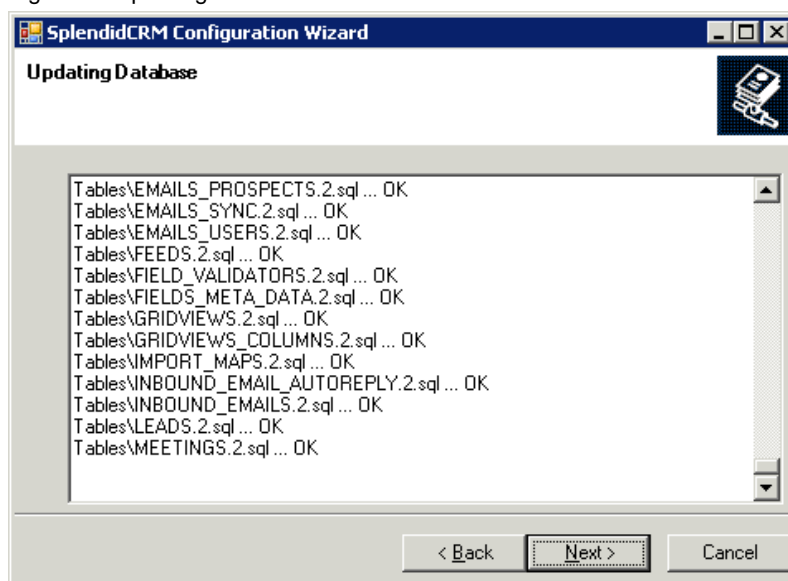 SplendidCRM Configuration Wizard
Updating Database
Tables\EMAILS_PROSPECTS.2.sql ... OK
Tables\EMAILS_SYNC.2.sql ... OK
Tables\EMAILS_USERS.2.sql ... OK
Tables\FEEDS.2.sql ... OK
Tables\FIELD_VALIDATORS.2.sql ... OK
Tables\FIELDS_META_DATA.2.sql ... OK
Tables\GRIDVIEWS.2.sql ... OK
Tables\GRIDVIEWS_COLUMNS.2.sql ... OK
Tables\IMPORT_MAPS.2.sql ... OK
Tables\INBOUND_EMAIL_AUTOREPLY.2.sql ... OK
Tables\INBOUND_EMAILS.2.sql ... OK
Tables\LEADS.2.sql ... OK
Tables\MEETINGS.2.sql ... OK
< Back Next > Cancel